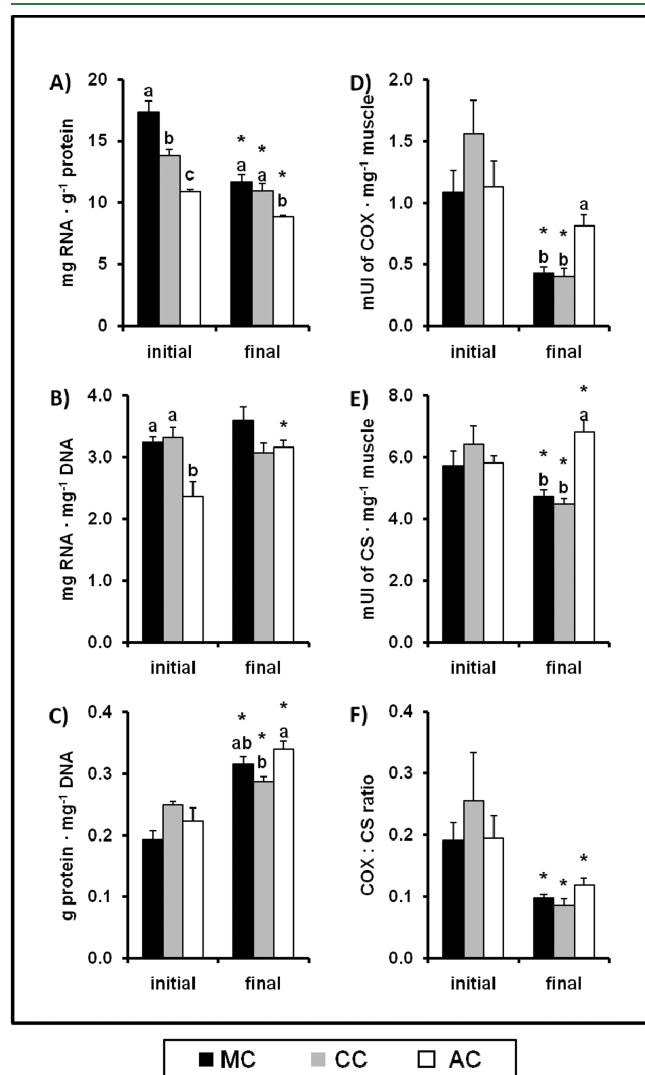 A)
mg RNA · g⁻¹ protein
20
15
10
5
0
a
b
c
*
a
*
a
*
b
initial
final
B)
mg RNA · mg⁻¹ DNA
4.0
3.0
2.0
1.0
0.0
a
a
b
*
initial
final
C)
g protein · mg⁻¹ DNA
0.4
0.3
0.2
0.1
0.0
*
ab
*
b
*
a
initial
final
D)
mUI of COX · mg⁻¹ muscle
2.0
1.5
1.0
0.5
0.0
*
b
*
b
a
initial
final
E)
mUI of CS · mg⁻¹ muscle
8.0
6.0
4.0
2.0
0.0
*
b
*
b
*
a
initial
final
F)
COX : CS ratio
0.4
0.3
0.2
0.1
0.0
*
*
*
initial
final
MC CC AC